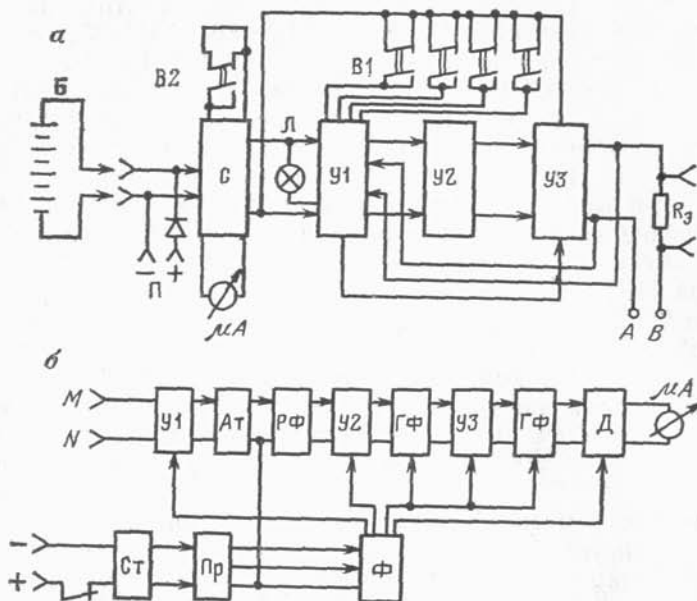 а
Б
В2
В1
Л
С
У1
У2
У3
Rэ
− П +
μA
А В
б
М
N
У1 Ат РФ У2 ГФ У3 ГФ Д
μA
−
+
Ст Пр Ф